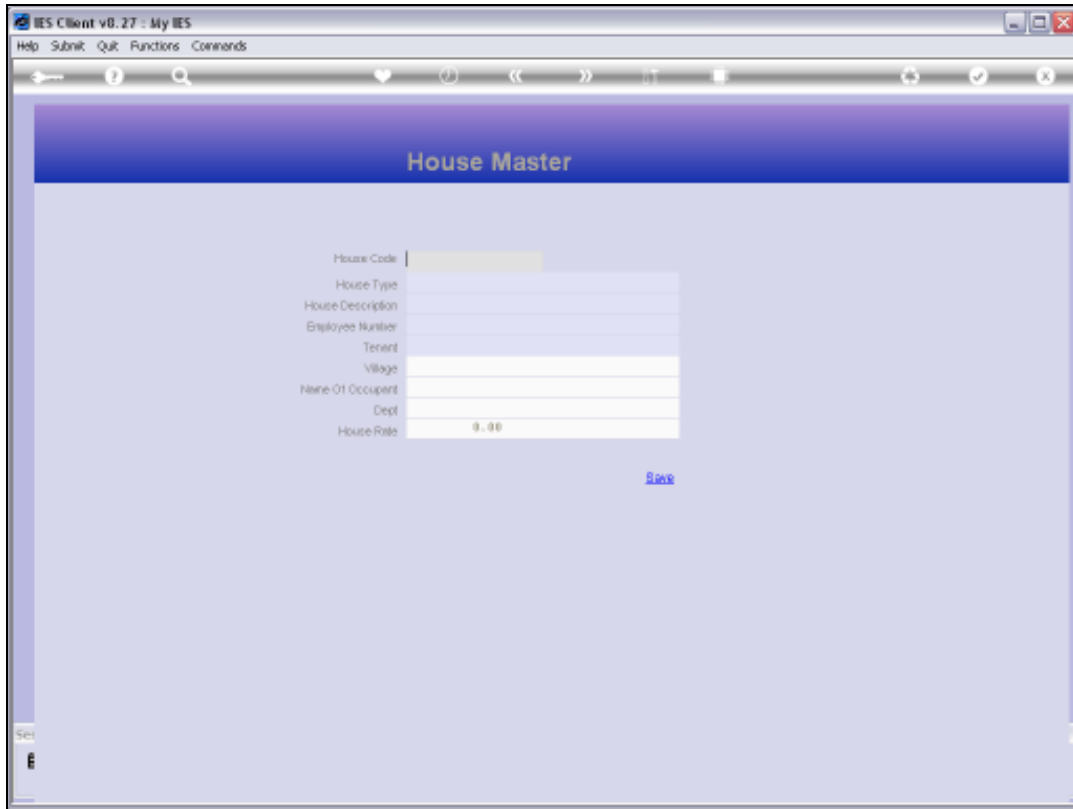 IES Client v8.27 : My IES
Help Submit Quit Functions Commands
House Master
House Code
House Type
House Description
Employee Number
Tenant
Village
Name Of Occupant
Dept
House Rate 0.00
Save
Ses